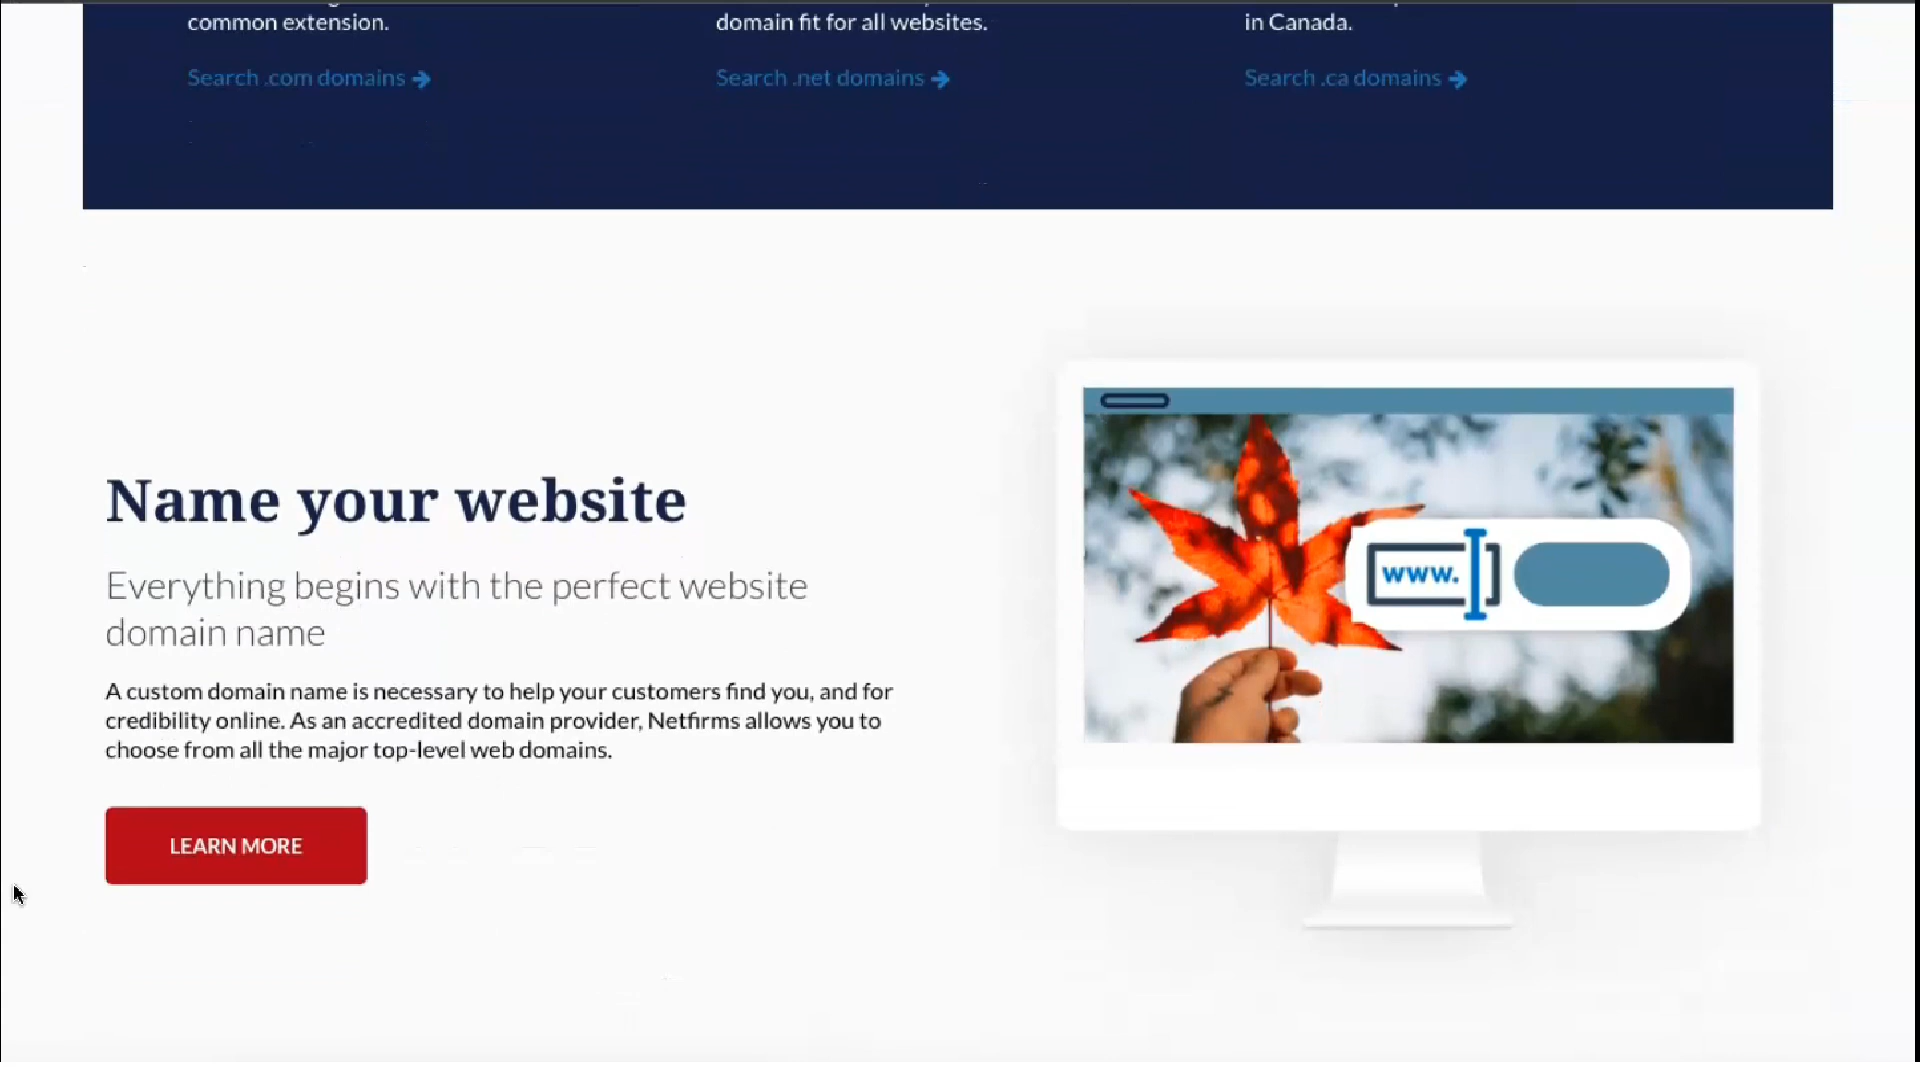 common extension.
domain fit for all websites.
in Canada.
Search .com domains
Search .net domains
Search .ca domains
Name your website
Everything begins with the perfect website
domain name
A custom domain name is necessary to help your customers find you, and for
credibility online. As an accredited domain provider, Netfirms allows you to
choose from all the major top-level web domains.
LEARN MORE
www.